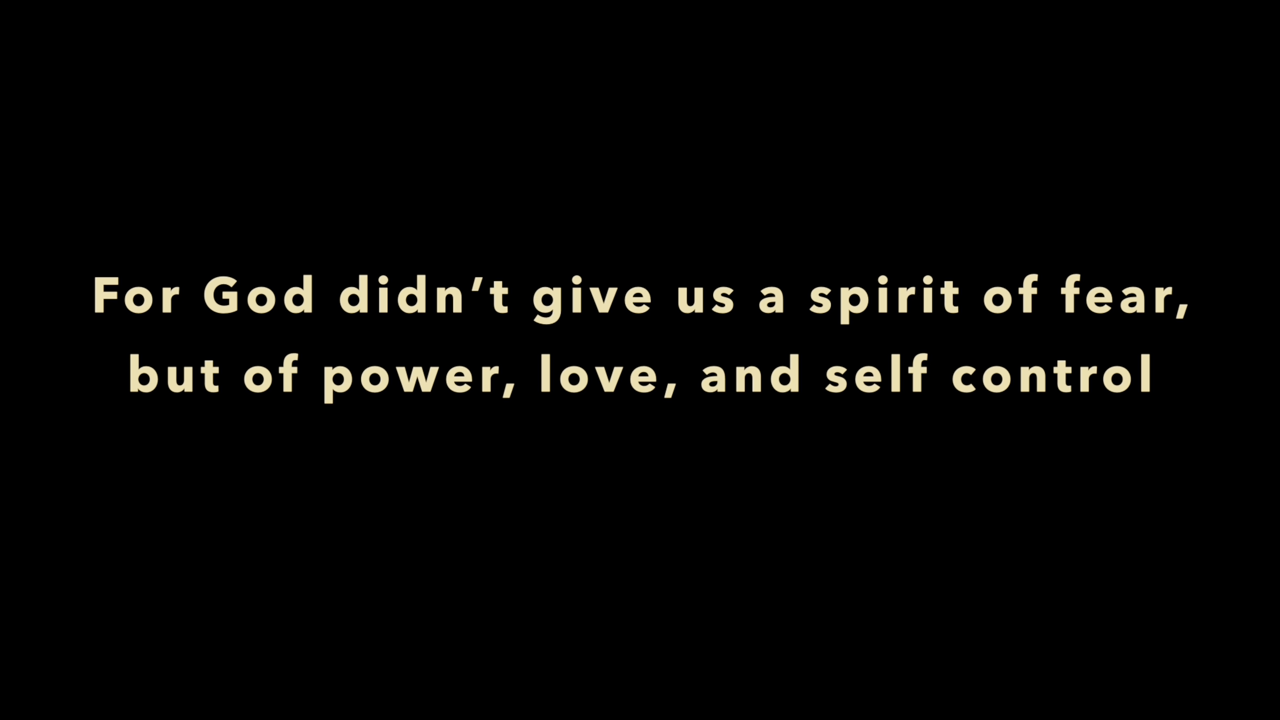 For God didn’t give us a spirit of fear,
but of power, love, and self control